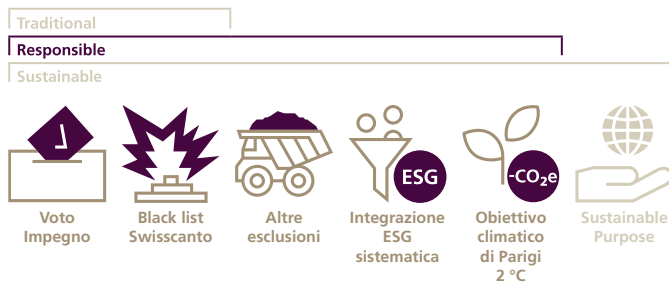 Traditional
Responsible
Sustainable
ESG
-CO₂e
Voto
Impegno
Black list
Swisscanto
Altre
esclusioni
Integrazione
ESG
sistematica
Obiettivo
climatico
di Parigi
2 °C
Sustainable
Purpose